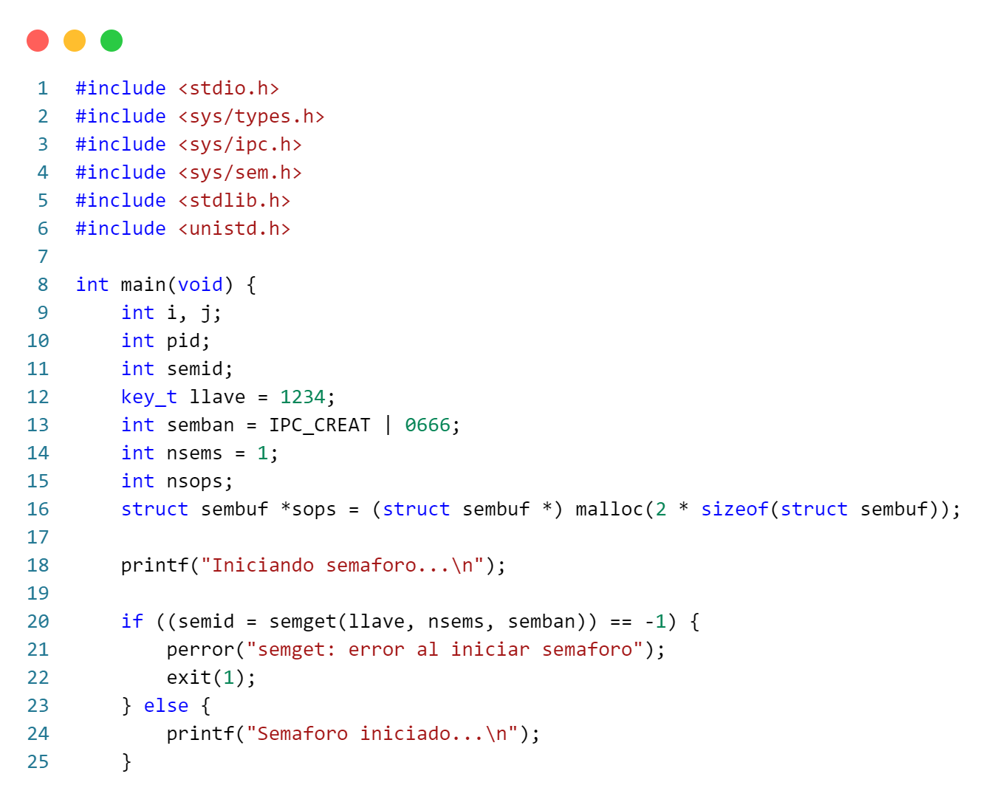 1 #include <stdio.h>
2 #include <sys/types.h>
3 #include <sys/ipc.h>
4 #include <sys/sem.h>
5 #include <stdlib.h>
6 #include <unistd.h>
7
8 int main(void) {
9     int i, j;
10     int pid;
11     int semid;
12     key_t llave = 1234;
13     int semban = IPC_CREAT | 0666;
14     int nsems = 1;
15     int nsops;
16     struct sembuf *sops = (struct sembuf *) malloc(2 * sizeof(struct sembuf));
17
18     printf("Iniciando semaforo...\n");
19
20     if ((semid = semget(llave, nsems, semban)) == -1) {
21         perror("semget: error al iniciar semaforo");
22         exit(1);
23     } else {
24         printf("Semaforo iniciado...\n");
25     }